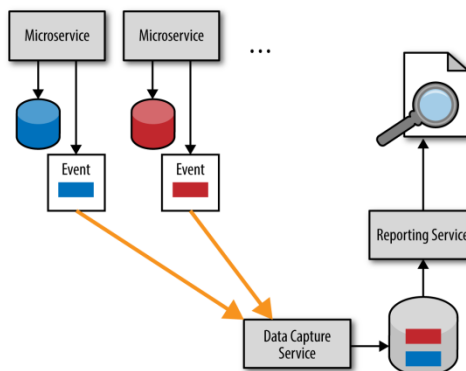 Microservice
Microservice
...
Event
Event
Reporting Service
Data Capture
Service